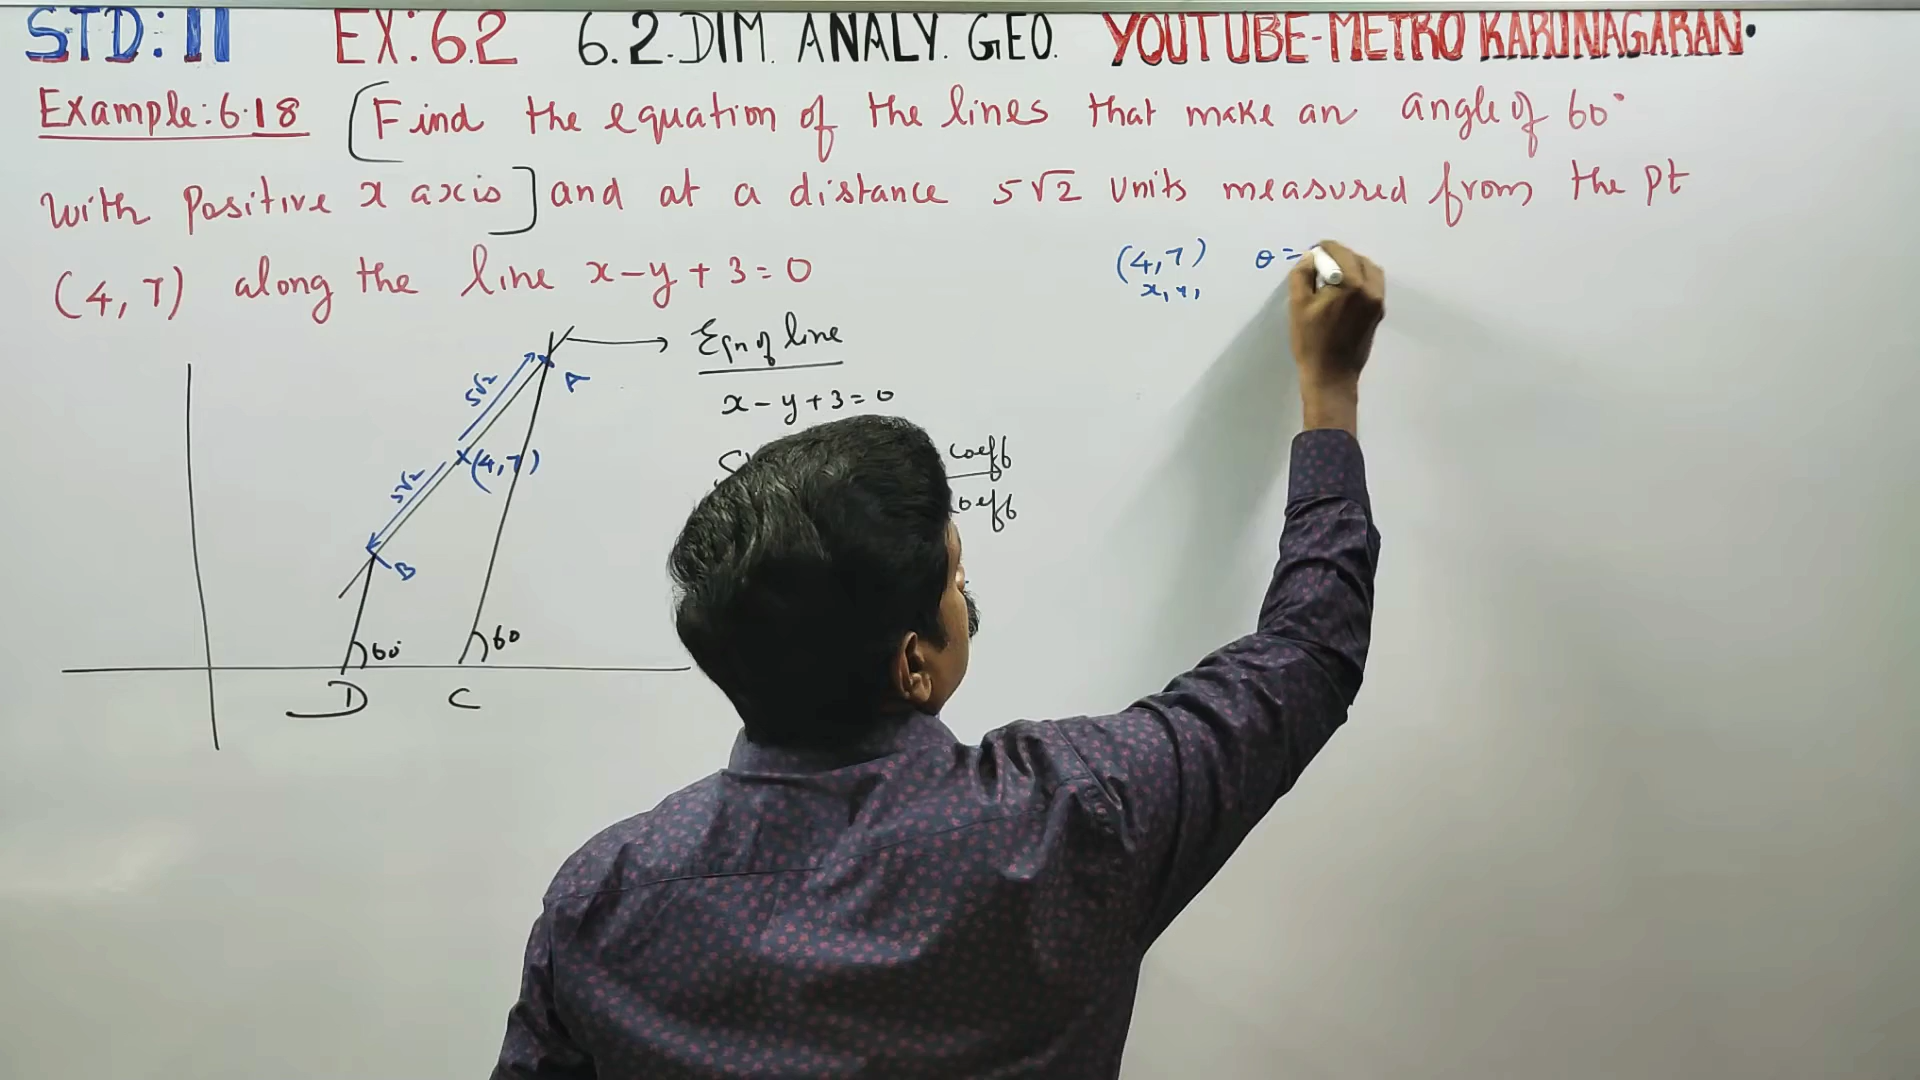 STD: 11 EX: 6.2 6.2.DIM. ANALY. GEO. YOUTUBE-METRO KARUNAGARAN.
Example: 6.18 [Find the equation of the lines that make an angle of 60°
with positive x axis] and at a distance 5√2 units measured from the pt
(4, 7) along the line x-y+3=0
(4,7) θ=
x₁ y₁
Eqn of line
x-y+3=0
coeff
coeff
5√2
A
(4,7)
5√2
B
60°
60
D C